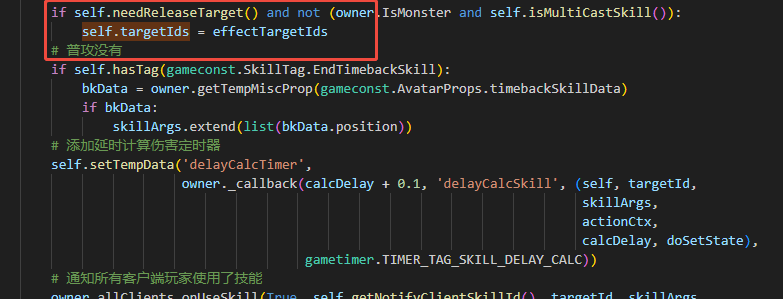 if self.needReleaseTarget() and not (owner.IsMonster and self.isMultiCastSkill()):
self.targetIds = effectTargetIds
# 普攻没有
if self.hasTag(gameconst.SkillTag.EndTimebackSkill):
bkData = owner.getTempMiscProp(gameconst.AvatarProps.timebackSkillData)
if bkData:
skillArgs.extend(list(bkData.position))
# 添加延时计算伤害定时器
self.setTempData('delayCalcTimer',
owner._callback(calcDelay + 0.1, 'delayCalcSkill', (self, targetId,
skillArgs,
actionCtx,
calcDelay, doSetState),
gametimer.TIMER_TAG_SKILL_DELAY_CALC))
# 通知所有客户端玩家使用了技能
owner.allClients.onUseSkill(True, self.getNotifyClientSkillId(), targetId, skillArgs